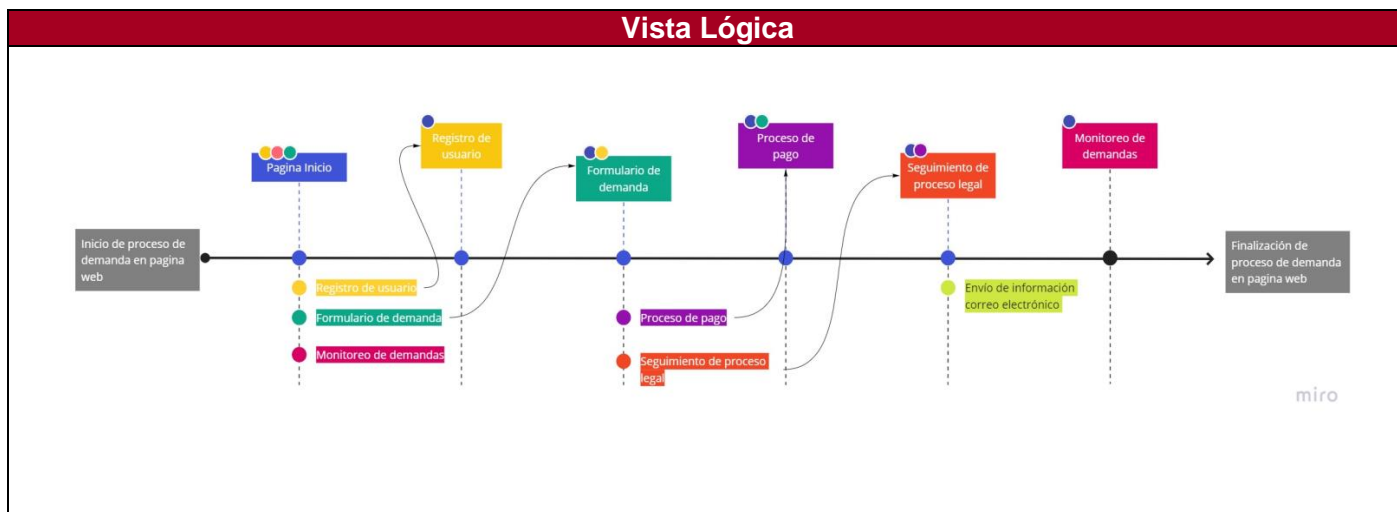 Vista Lógica
Pagina Inicio
Registro de
usuario
Formulario de
demanda
Proceso de
pago
Seguimiento de
proceso legal
Monitoreo de
demandas
Inicio de proceso de
demanda en pagina
web
Finalización de
proceso de demanda
en pagina web
Registro de usuario
Formulario de demanda
Monitoreo de demandas
Proceso de pago
Seguimiento de proceso
legal
Envío de información
correo electrónico
miro